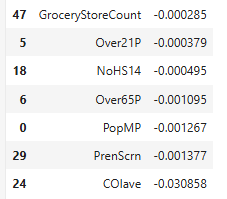 47 GroceryStoreCount -0.000285
5 Over21P -0.000379
18 NoHS14 -0.000495
6 Over65P -0.001095
0 PopMP -0.001267
29 PrenScrn -0.001377
24 COlave -0.030858